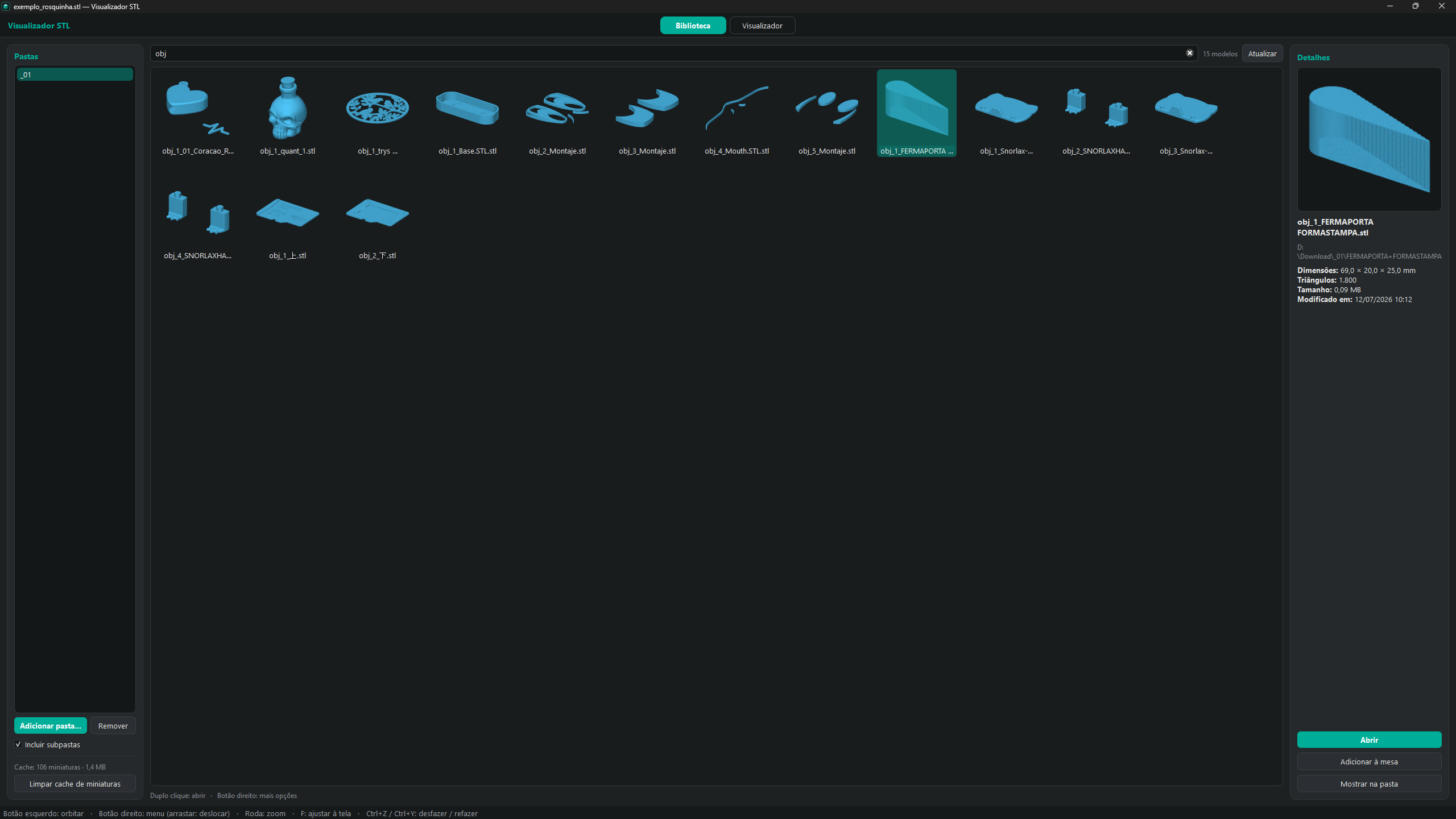 exemplo_rosquinha.stl — Visualizador STL
Visualizador STL
Biblioteca
Visualizador
Pastas
_01
Adicionar pasta...
Remover
Incluir subpastas
Cache: 106 miniaturas · 1,4 MB
Limpar cache de miniaturas
obj
15 modelos
Atualizar
obj_1_01_Coracao_R...
obj_1_quant_1.stl
obj_1_trys ...
obj_1_Base.STL.stl
obj_2_Montaje.stl
obj_3_Montaje.stl
obj_4_Mouth.STL.stl
obj_5_Montaje.stl
obj_1_FERMAPORTA ...
obj_1_Snorlax-...
obj_2_SNORLAXHA...
obj_3_Snorlax-...
obj_4_SNORLAXHA...
obj_1_上.stl
obj_2_下.stl
Duplo clique: abrir · Botão direito: mais opções
Detalhes
obj_1_FERMAPORTA
FORMASTAMPA.stl
D:
\Download\_01\FERMAPORTA+FORMASTAMPA
Dimensões: 69,0 × 20,0 × 25,0 mm
Triângulos: 1.800
Tamanho: 0,09 MB
Modificado em: 12/07/2026 10:12
Abrir
Adicionar à mesa
Mostrar na pasta
Botão esquerdo: orbitar · Botão direito: menu (arrastar: deslocar) · Roda: zoom · F: ajustar à tela · Ctrl+Z / Ctrl+Y: desfazer / refazer